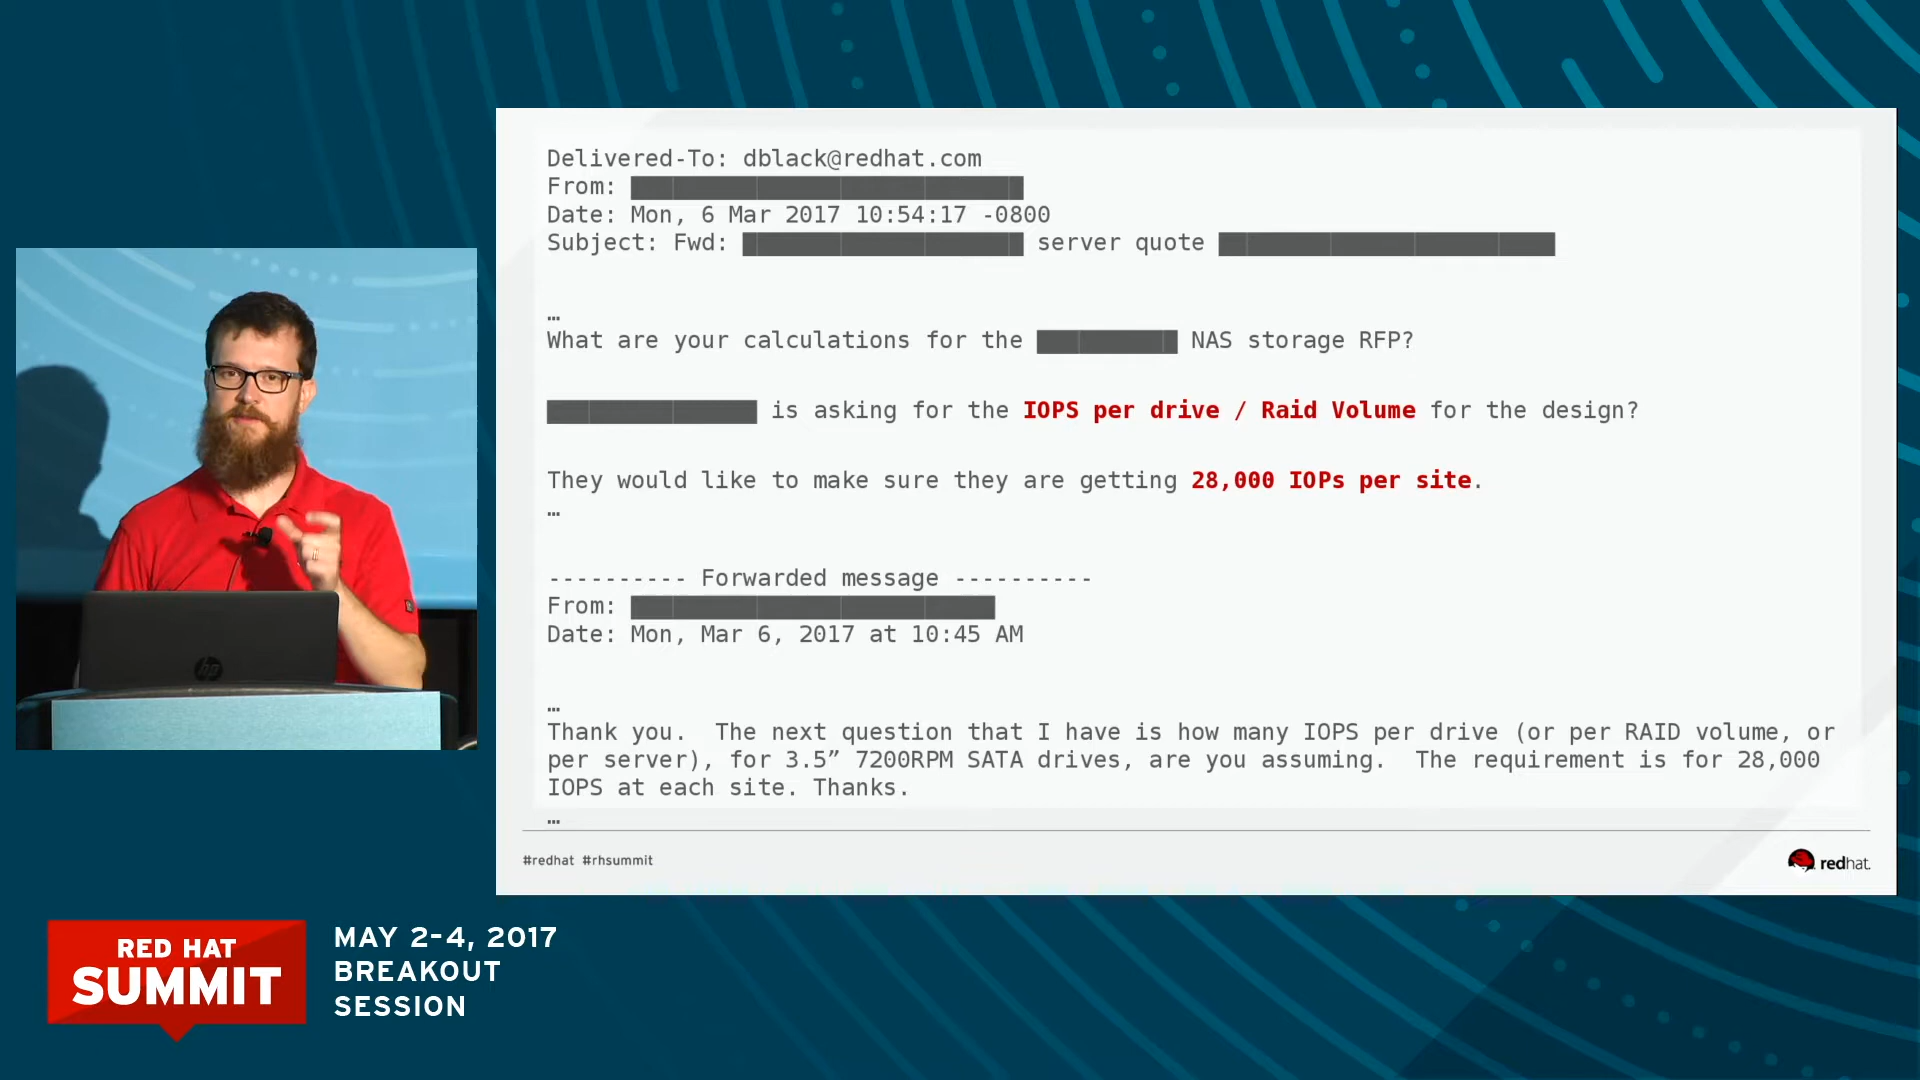 Delivered-To: dblack@redhat.com
From:
Date: Mon, 6 Mar 2017 10:54:17 -0800
Subject: Fwd: server quote
…
What are your calculations for the NAS storage RFP?
is asking for the IOPS per drive / Raid Volume for the design?
They would like to make sure they are getting 28,000 IOPs per site.
…
---------- Forwarded message ----------
From:
Date: Mon, Mar 6, 2017 at 10:45 AM
…
Thank you.  The next question that I have is how many IOPS per drive (or per RAID volume, or
per server), for 3.5” 7200RPM SATA drives, are you assuming.  The requirement is for 28,000
IOPS at each site. Thanks.
…
#redhat #rhsummit
redhat.
hp
RED HAT
SUMMIT
MAY 2-4, 2017
BREAKOUT
SESSION